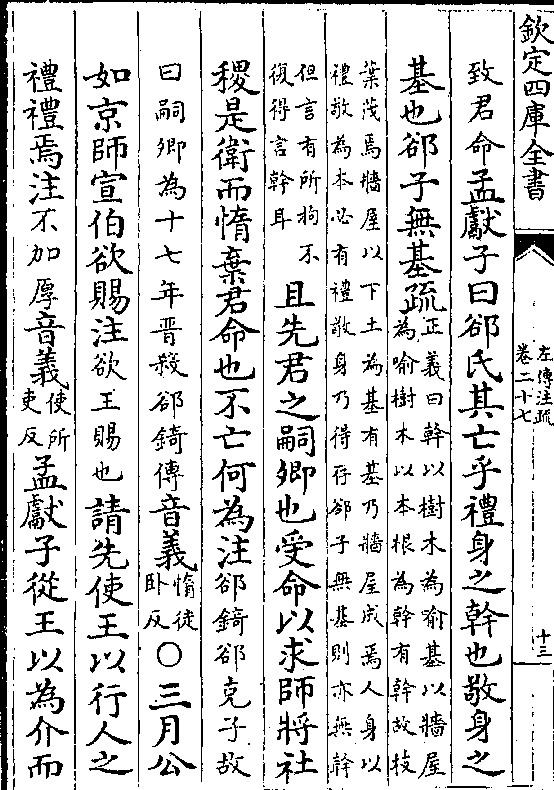 欽定四庫全書
左傳注疏
卷二十七
十三
致君命孟獻子曰郤氏其亡乎禮身之幹也敬身之
基也郤子無基疏正義曰幹以樹木為喻基以牆屋
為喻樹木以本根為幹有幹故枝
葉茂焉牆屋以下土為基有基乃牆屋成焉人身以
禮敬為本必有禮敬身乃得存郤子無基則亦無幹
但言有所拘不
復得言幹耳
且先君之嗣卿也受命以求師將社
稷是衛而惰棄君命也不亡何為注郤錡郤克子故
曰嗣卿為十七年晋殺郤錡傳音義惰徒
卧反
○三月公
如京師宣伯欲賜注欲王賜也請先使王以行人之
禮禮焉注不加厚音義使所
吏反
孟獻子從王以為介而